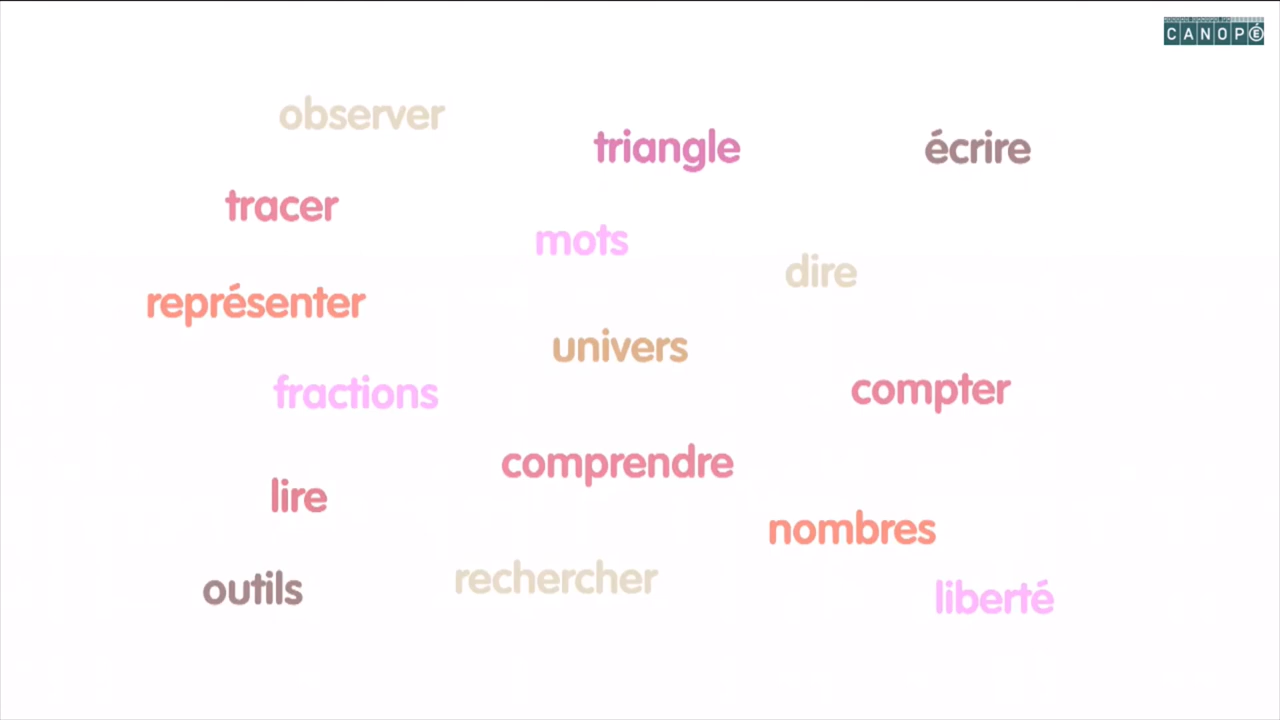 CANOPÉ
observer
triangle
écrire
tracer
mots
dire
représenter
univers
fractions
compter
comprendre
lire
nombres
outils
rechercher
liberté